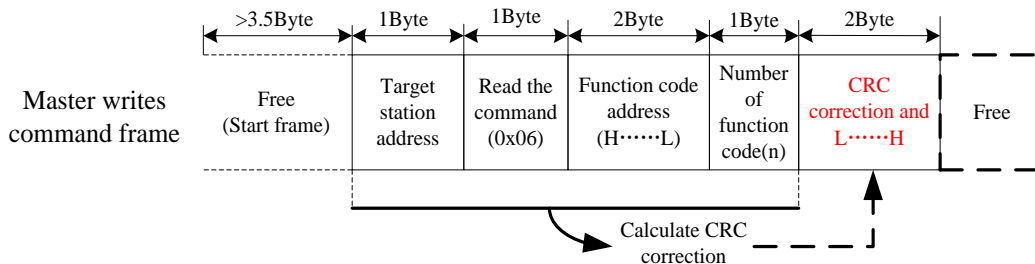 >3.5Byte
1Byte
1Byte
2Byte
1Byte
2Byte
Master writes
command frame
Free
(Start frame)
Target
station
address
Read the
command
(0x06)
Function code
address
(H······L)
Number
of
function
code(n)
CRC
correction and
L······H
Free
Calculate CRC
correction